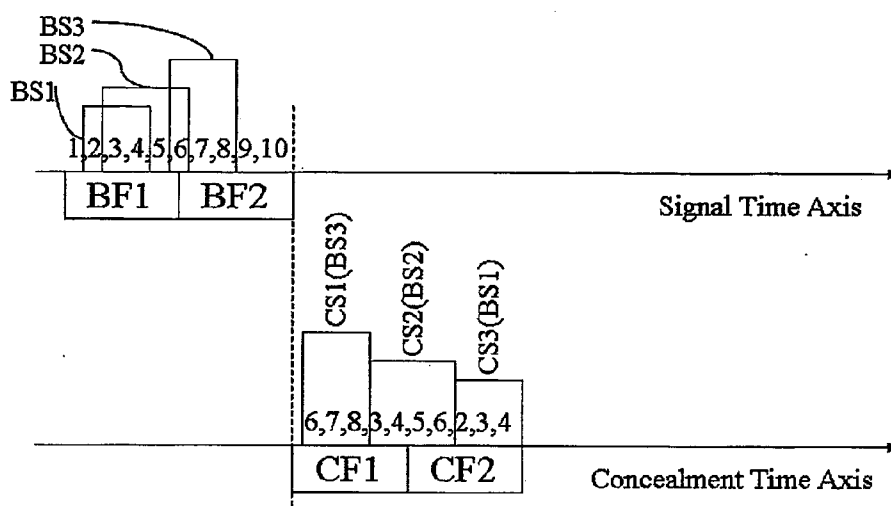 BS3
BS2
BS1
1,2,3,4,5,6,7,8,9,10
BF1 BF2
Signal Time Axis
CS1(BS3)
CS2(BS2)
CS3(BS1)
6,7,8,3,4,5,6,2,3,4
CF1 CF2
Concealment Time Axis